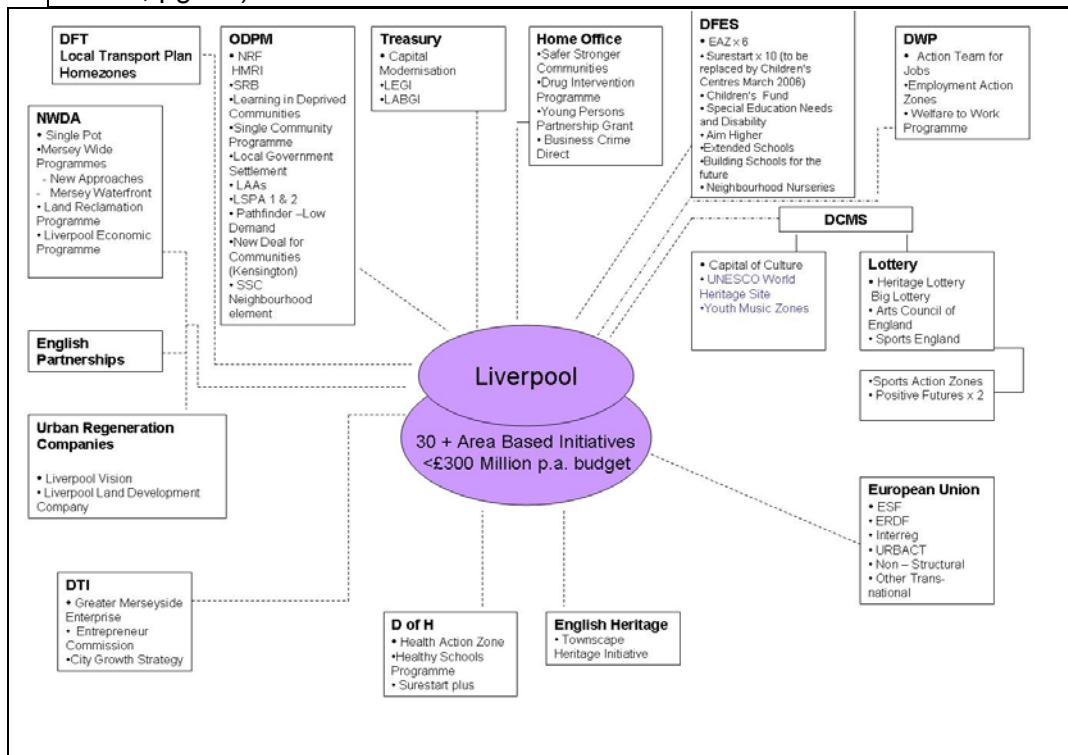 DFT
Local Transport Plan
Homezones
ODPM
• NRF
HMRI
•SRB
•Learning in Deprived
Communities
•Single Community
Programme
•Local Government
Settlement
• LAAs
• LSPA 1 & 2
• Pathfinder –Low
Demand
•New Deal for
Communities
(Kensington)
• SSC
Neighbourhood
element
Treasury
• Capital
Modernisation
•LEGI
•LABGI
Home Office
•Safer Stronger
Communities
•Drug Intervention
Programme
•Young Persons
Partnership Grant
• Business Crime
Direct
DFES
• EAZ x 6
• Surestart x 10 (to be
replaced by Children's
Centres March 2006)
• Children's Fund
• Special Education Needs
and Disability
• Aim Higher
• Extended Schools
•Building Schools for the
future
• Neighbourhood Nurseries
DWP
• Action Team for
Jobs
•Employment Action
Zones
• Welfare to Work
Programme
NWDA
• Single Pot
•Mersey Wide
Programmes
- New Approaches
- Mersey Waterfront
• Land Reclamation
Programme
• Liverpool Economic
Programme
DCMS
• Capital of Culture
• UNESCO World
Heritage Site
•Youth Music Zones
Lottery
• Heritage Lottery
Big Lottery
• Arts Council of
England
• Sports England
•Sports Action Zones
• Positive Futures x 2
English
Partnerships
Liverpool
30 + Area Based Initiatives
<£300 Million p.a. budget
Urban Regeneration
Companies
• Liverpool Vision
• Liverpool Land Development
Company
European Union
• ESF
• ERDF
• Interreg
• URBACT
• Non – Structural
• Other Trans-
national
DTI
• Greater Merseyside
Enterprise
• Entrepreneur
Commission
•City Growth Strategy
D of H
• Health Action Zone
•Healthy Schools
Programme
• Surestart plus
English Heritage
• Townscape
Heritage Initiative